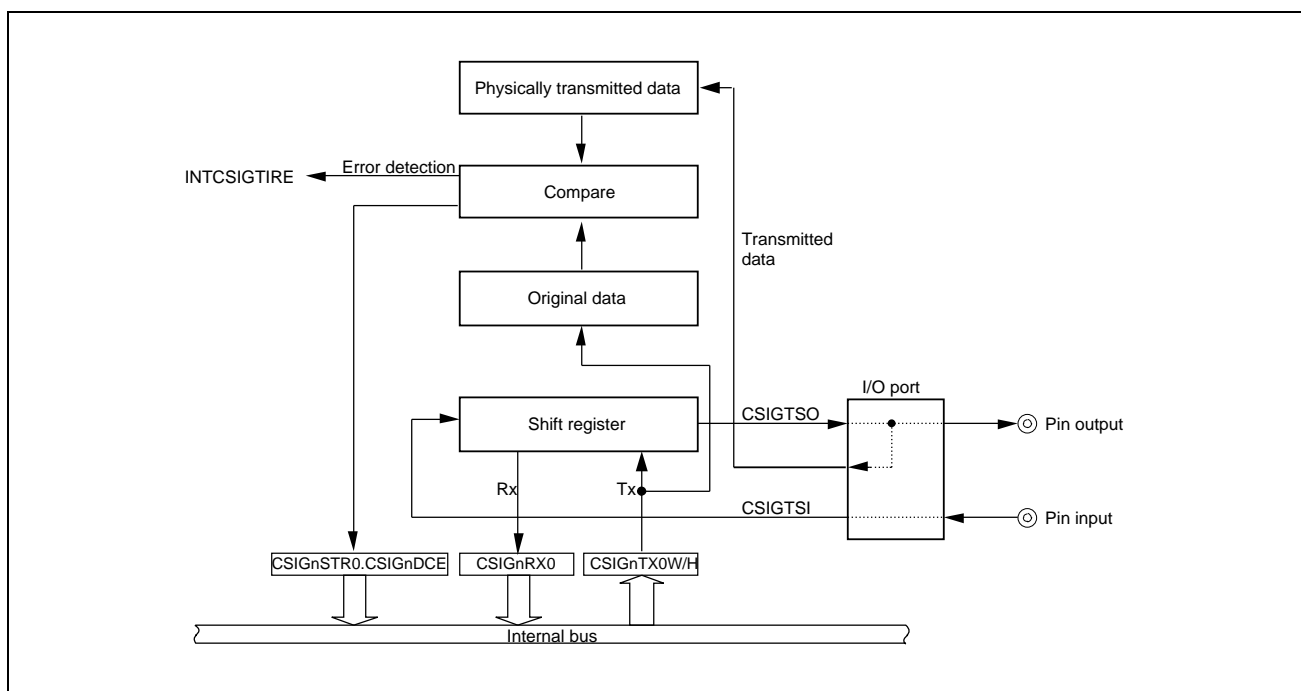 Physically transmitted data
Error detection
INTCSIGTIRE
Compare
Transmitted
data
Original data
I/O port
CSIGTSO
Shift register
Pin output
Rx
Tx
CSIGTSI
Pin input
CSIGnSTR0.CSIGnDCE
CSIGnRX0
CSIGnTX0W/H
Internal bus